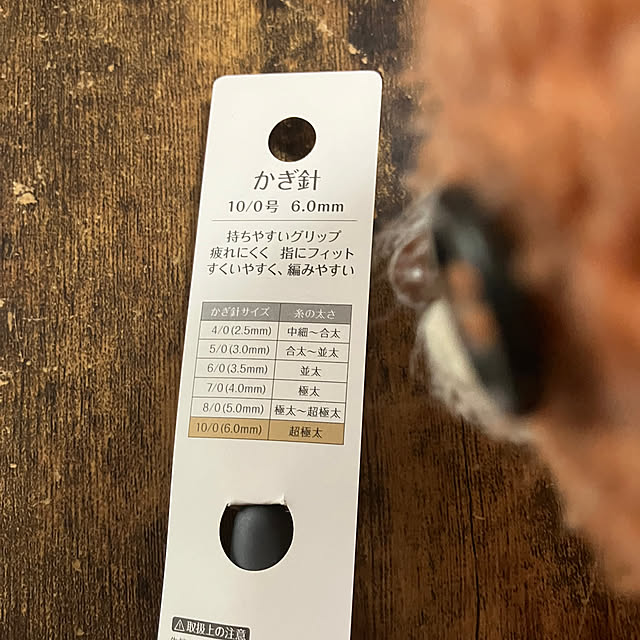 かぎ針
10/0号 6.0mm
持ちやすいグリップ
疲れにくく 指にフィット
すくいやすく、編みやすい
かぎ針サイズ 糸の太さ
4/0(2.5mm) 中細~合太
5/0(3.0mm) 合太~並太
6/0(3.5mm) 並太
7/0(4.0mm) 極太
8/0(5.0mm) 極太~超極太
10/0(6.0mm) 超極太
⚠取扱上の注意